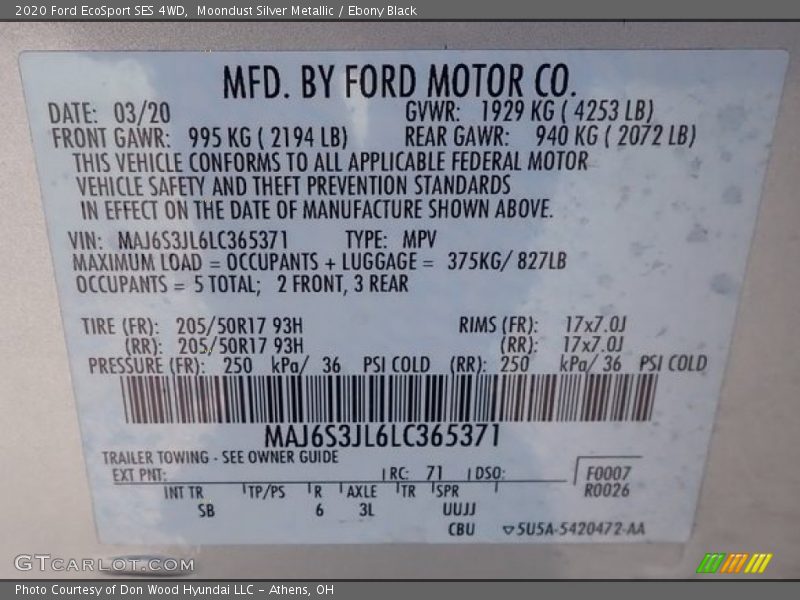 2020 Ford EcoSport SES 4WD, Moondust Silver Metallic / Ebony Black
MFD. BY FORD MOTOR CO.
DATE: 03/20 GVWR: 1929 KG ( 4253 LB)
FRONT GAWR: 995 KG ( 2194 LB) REAR GAWR: 940 KG ( 2072 LB)
THIS VEHICLE CONFORMS TO ALL APPLICABLE FEDERAL MOTOR
VEHICLE SAFETY AND THEFT PREVENTION STANDARDS
IN EFFECT ON THE DATE OF MANUFACTURE SHOWN ABOVE.
VIN: MAJ6S3JL6LC365371 TYPE: MPV
MAXIMUM LOAD = OCCUPANTS + LUGGAGE = 375KG/ 827LB
OCCUPANTS = 5 TOTAL; 2 FRONT, 3 REAR
TIRE (FR): 205/50R17 93H RIMS (FR): 17x7.0J
(RR): 205/50R17 93H (RR): 17x7.0J
PRESSURE (FR): 250 kPa/ 36 PSI COLD (RR): 250 kPa/ 36 PSI COLD
MAJ6S3JL6LC365371
TRAILER TOWING - SEE OWNER GUIDE
EXT PNT: RC: 71 DSO: F0007
R0026
INT TR TP/PS R AXLE TR SPR
SB 6 3L UUJJ
CBU 5U5A-5420472-AA
GTCARLOT.COM
Photo Courtesy of Don Wood Hyundai LLC – Athens, OH